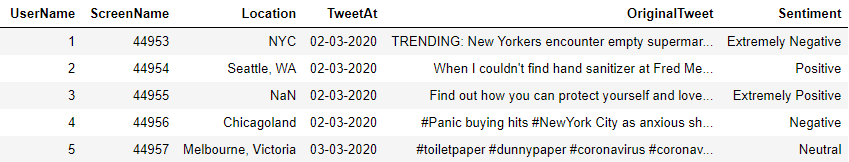 UserName ScreenName Location TweetAt OriginalTweet Sentiment
1 44953 NYC 02-03-2020 TRENDING: New Yorkers encounter empty supermar... Extremely Negative
2 44954 Seattle, WA 02-03-2020 When I couldn't find hand sanitizer at Fred Me... Positive
3 44955 NaN 02-03-2020 Find out how you can protect yourself and love... Extremely Positive
4 44956 Chicagoland 02-03-2020 #Panic buying hits #NewYork City as anxious sh... Negative
5 44957 Melbourne, Victoria 03-03-2020 #toiletpaper #dunnypaper #coronavirus #coronav... Neutral